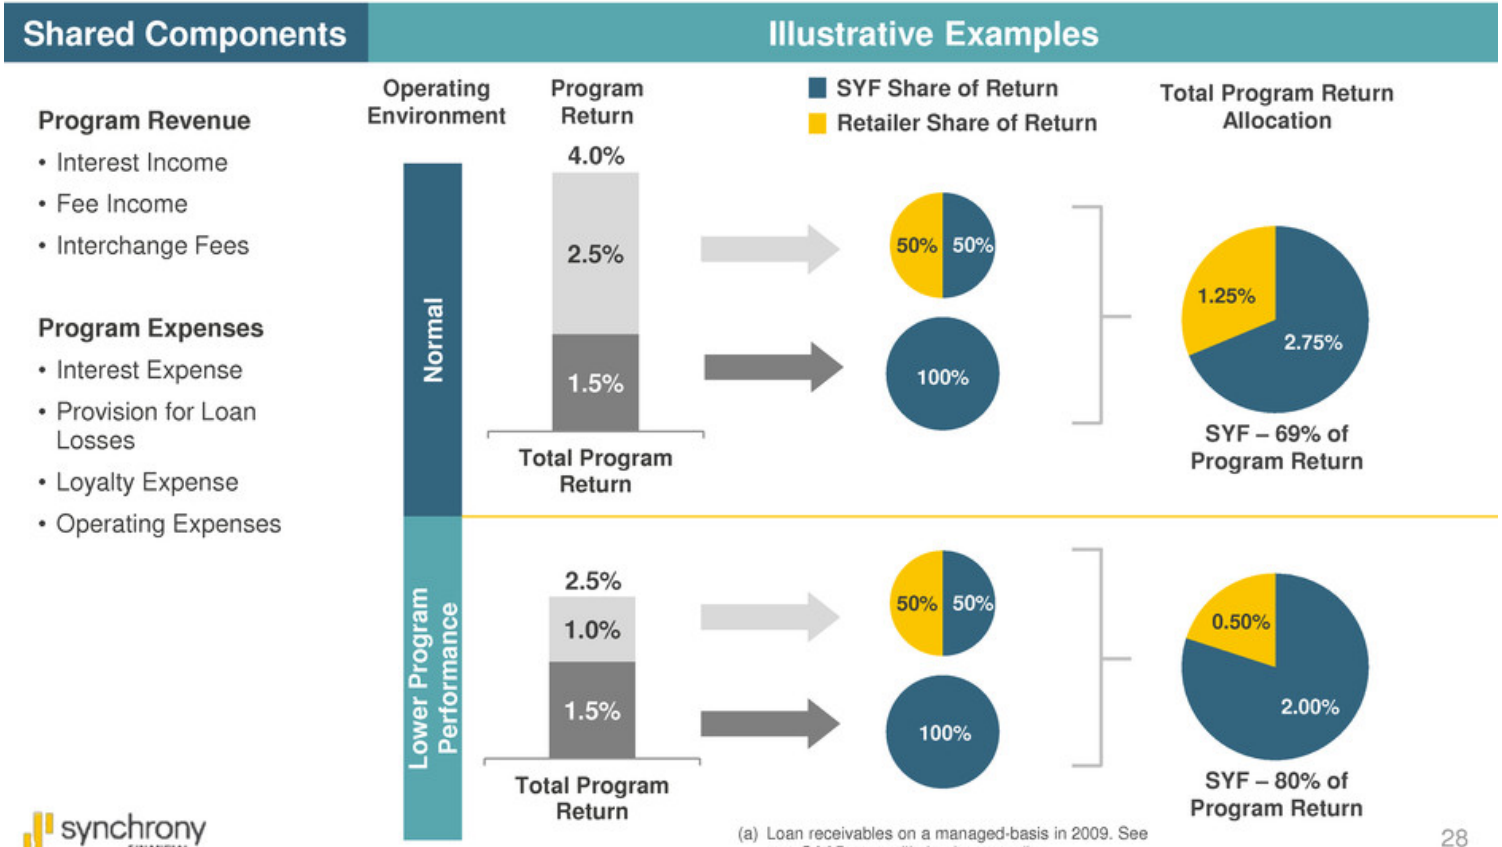 Shared Components
Illustrative Examples
Program Revenue
• Interest Income
• Fee Income
• Interchange Fees
Program Expenses
• Interest Expense
• Provision for Loan
Losses
• Loyalty Expense
• Operating Expenses
Operating
Environment
Program
Return
SYF Share of Return
Retailer Share of Return
Total Program Return
Allocation
Normal
4.0%
2.5%
1.5%
Total Program
Return
50% 50%
100%
1.25%
2.75%
SYF – 69% of
Program Return
Lower Program
Performance
2.5%
1.0%
1.5%
Total Program
Return
50% 50%
100%
0.50%
2.00%
SYF – 80% of
Program Return
synchrony
(a) Loan receivables on a managed-basis in 2009. See
28